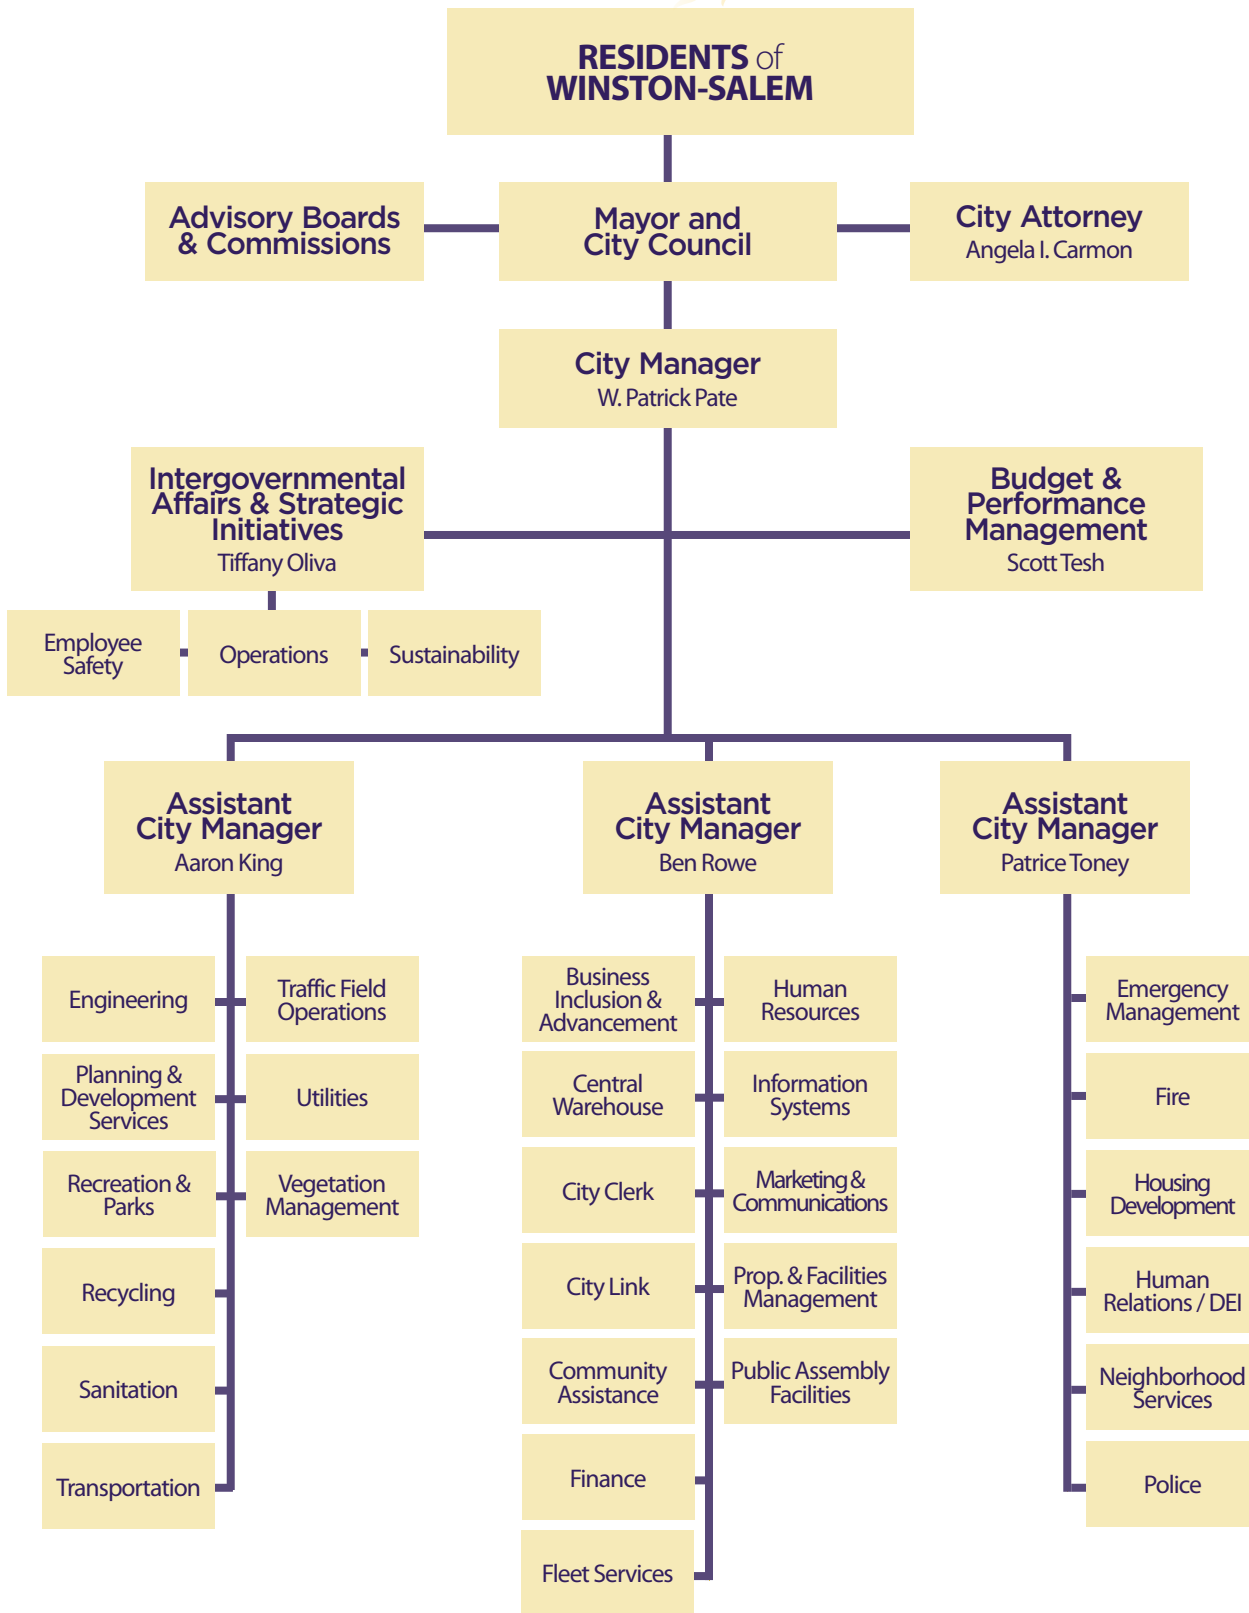 RESIDENTS of
WINSTON-SALEM
Advisory Boards
& Commissions
Mayor and
City Council
City Attorney
Angela I. Carmon
City Manager
W. Patrick Pate
Intergovernmental
Affairs & Strategic
Initiatives
Tiffany Oliva
Budget &
Performance
Management
Scott Tesh
Employee
Safety
Operations
Sustainability
Assistant
City Manager
Aaron King
Assistant
City Manager
Ben Rowe
Assistant
City Manager
Patrice Toney
Engineering
Traffic Field
Operations
Planning &
Development
Services
Utilities
Recreation &
Parks
Vegetation
Management
Recycling
Sanitation
Transportation
Business
Inclusion &
Advancement
Human
Resources
Central
Warehouse
Information
Systems
City Clerk
Marketing &
Communications
City Link
Prop. & Facilities
Management
Community
Assistance
Public Assembly
Facilities
Finance
Fleet Services
Emergency
Management
Fire
Housing
Development
Human
Relations / DEI
Neighborhood
Services
Police